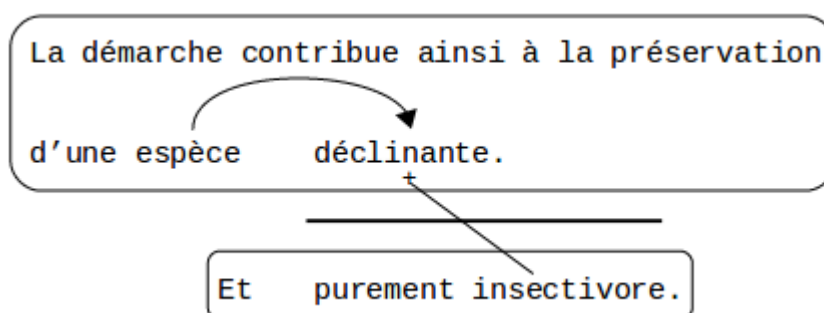 La démarche contribue ainsi à la préservation
d'une espèce déclinante.
+
Et purement insectivore.